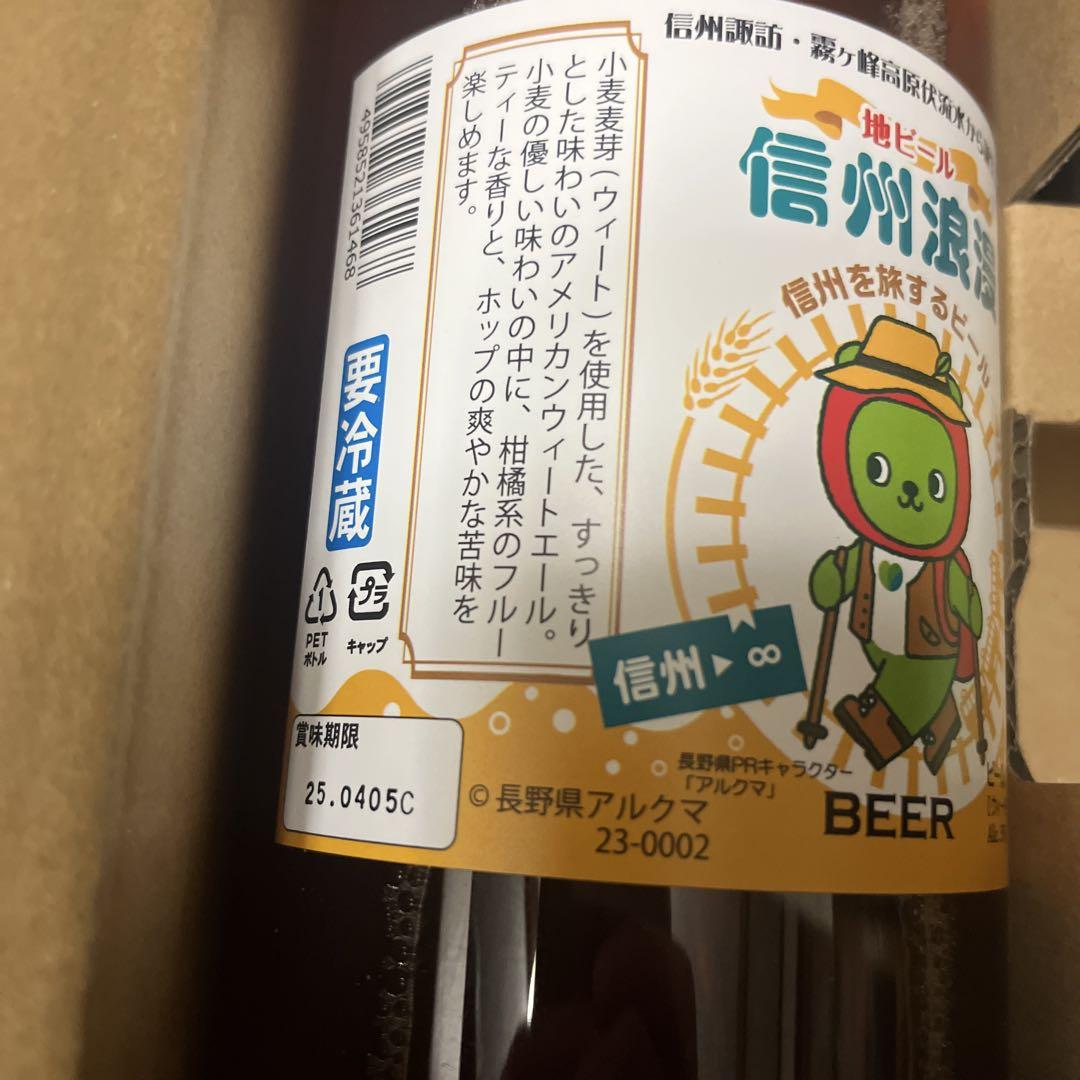 信州諏訪・霧ヶ峰高原伏流水から
地ビール
信州浪漫
信州を旅するビール
小麦麦芽(ウィート)を使用した、すっきり
とした味わいのアメリカンウィートエール。
小麦の優しい味わいの中に、柑橘系のフルー
ティーな香りと、ホップの爽やかな苦味を
楽しめます。
4958521361468
要冷蔵
1
PET
ボトル
プラ
キャップ
信州▶∞
賞味期限
25.0405C
©長野県アルクマ
23-0002
長野県PRキャラクター
「アルクマ」
BEER